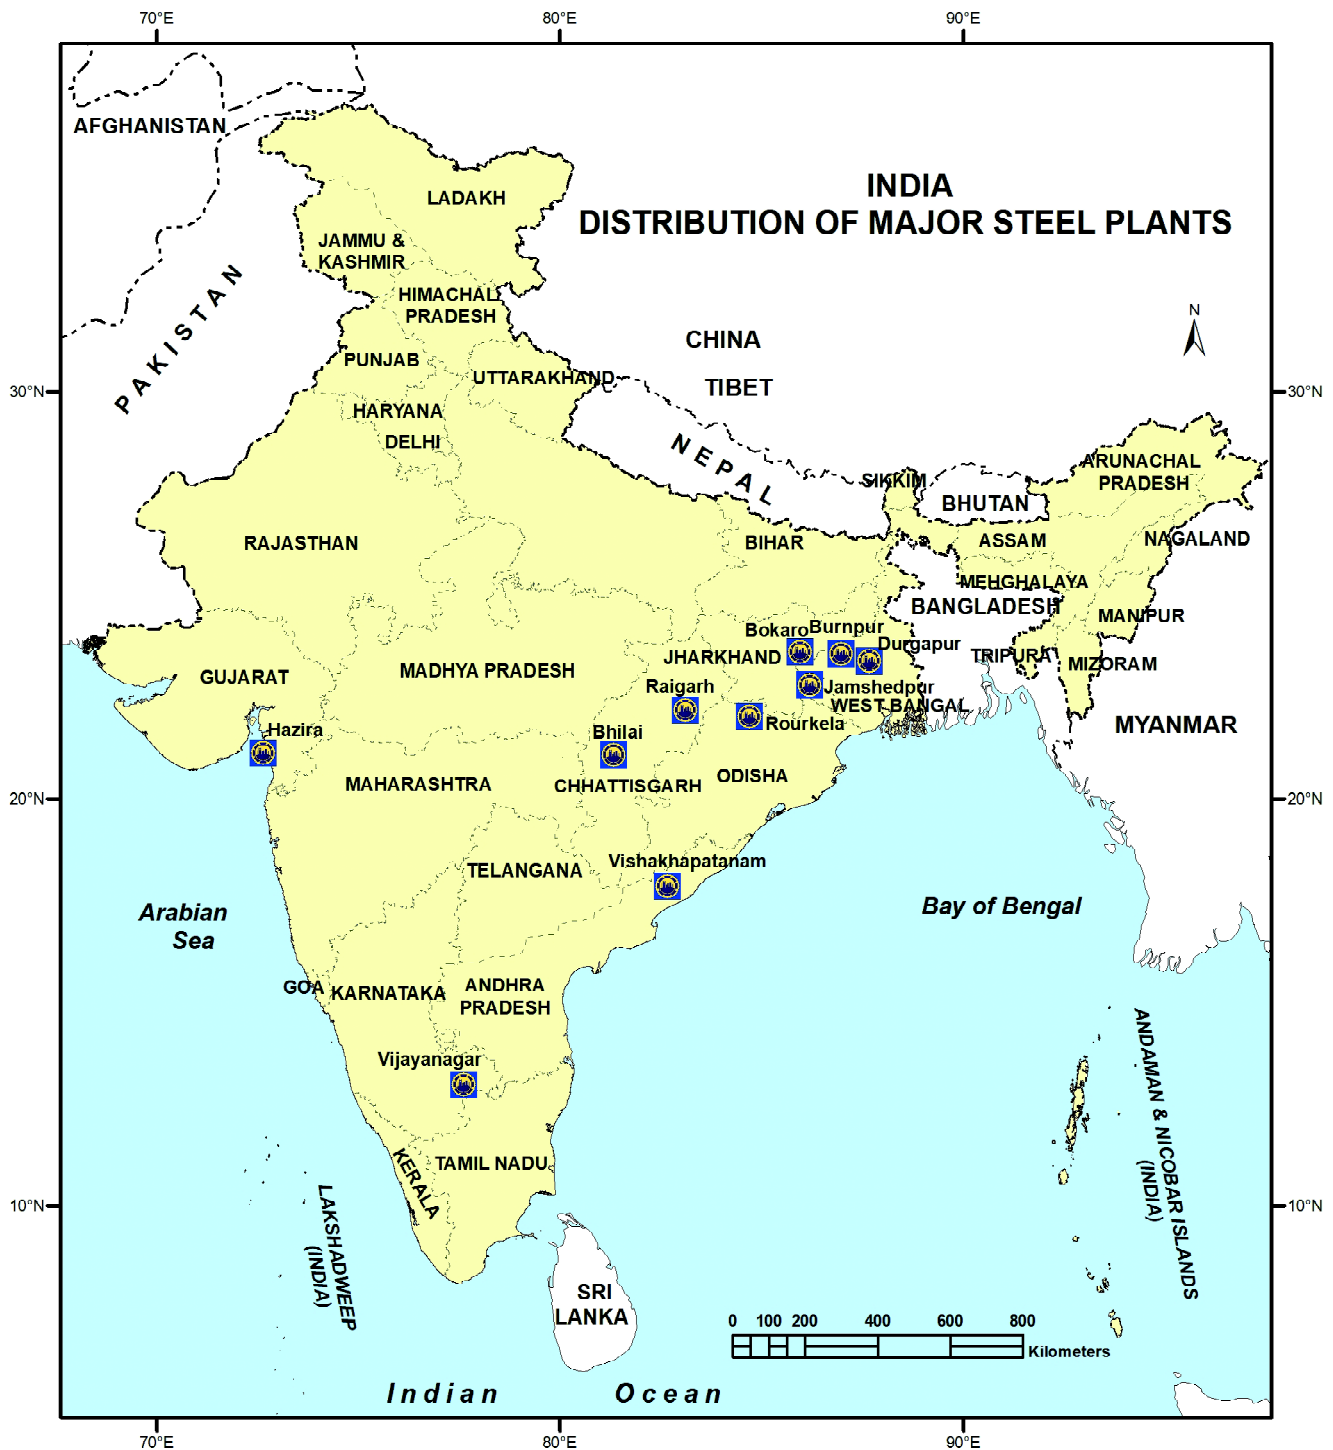 70°E 80°E 90°E
AFGHANISTAN
INDIA
DISTRIBUTION OF MAJOR STEEL PLANTS
LADAKH
JAMMU &
KASHMIR
PAKISTAN
HIMACHAL
PRADESH
N
CHINA
TIBET
PUNJAB
UTTARAKHAND
30°N 30°N
HARYANA
DELHI
NEPAL
SIKKIM
BHUTAN
ARUNACHAL
PRADESH
RAJASTHAN
BIHAR
ASSAM
NAGALAND
MEHGHALAYA
BANGLADESH
MANIPUR
Bokaro
Burnpur
Durgapur
JHARKHAND
TRIPURA
MIZORAM
GUJARAT
MADHYA PRADESH
Raigarh
Jamshedpur
WEST BANGAL
Rourkela
MYANMAR
Hazira
Bhilai
MAHARASHTRA
CHHATTISGARH
ODISHA
20°N 20°N
Vishakhapatanam
TELANGANA
Arabian
Sea
Bay of Bengal
GOA
KARNATAKA
ANDHRA
PRADESH
Vijayanagar
ANDAMAN & NICOBAR ISLANDS
(INDIA)
KERALA
TAMIL NADU
10°N 10°N
LAKSHADWEEP
(INDIA)
SRI
LANKA
0 100 200 400 600 800
Kilometers
Indian Ocean
70°E 80°E 90°E